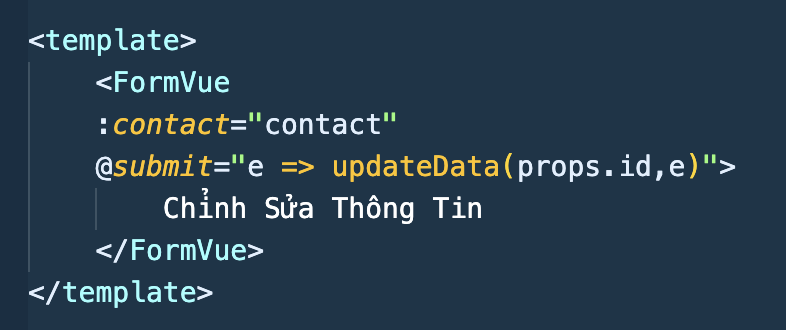 <template>
<FormVue
:contact="contact"
@submit="e => updateData(props.id,e)">
Chỉnh Sửa Thông Tin
</FormVue>
</template>